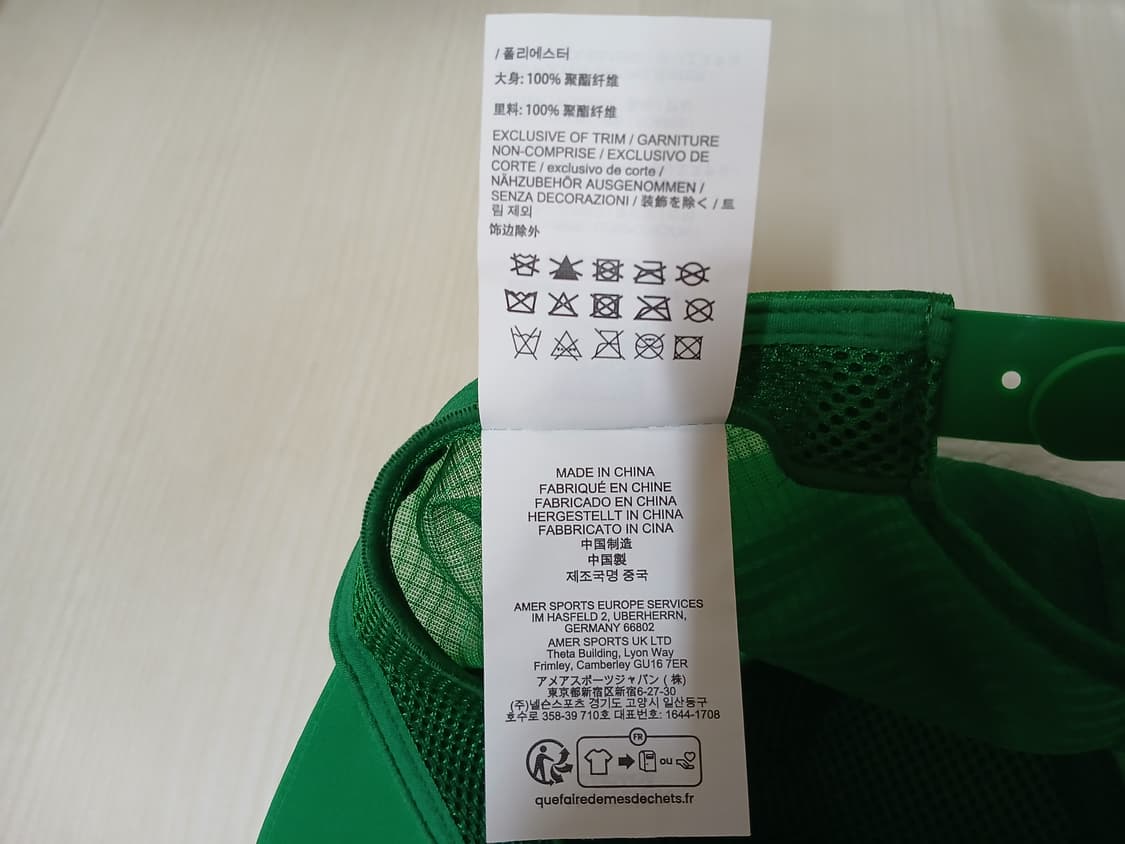 / 폴리에스터
大身: 100% 聚酯纤维
里料: 100% 聚酯纤维
EXCLUSIVE OF TRIM / GARNITURE
NON-COMPRISE / EXCLUSIVO DE
CORTE / exclusivo de corte /
NÄHZUBEHÖR AUSGENOMMEN /
SENZA DECORAZIONI / 装飾を除く / 트
림 제외
饰边除外
MADE IN CHINA
FABRIQUÉ EN CHINE
FABRICADO EN CHINA
HERGESTELLT IN CHINA
FABBRICATO IN CINA
中国制造
中国製
제조국명 중국
AMER SPORTS EUROPE SERVICES
IM HASFELD 2, UBERHERRN,
GERMANY 66802
AMER SPORTS UK LTD
Theta Building, Lyon Way
Frimley, Camberley GU16 7ER
アメアスポーツジャパン ( 株)
東京都新宿区新宿6-27-30
(주)넬슨스포츠 경기도 고양시 일산동구
호수로 358-39 710호 대표번호: 1644-1708
FR
ou
quefairedemesdechets.fr